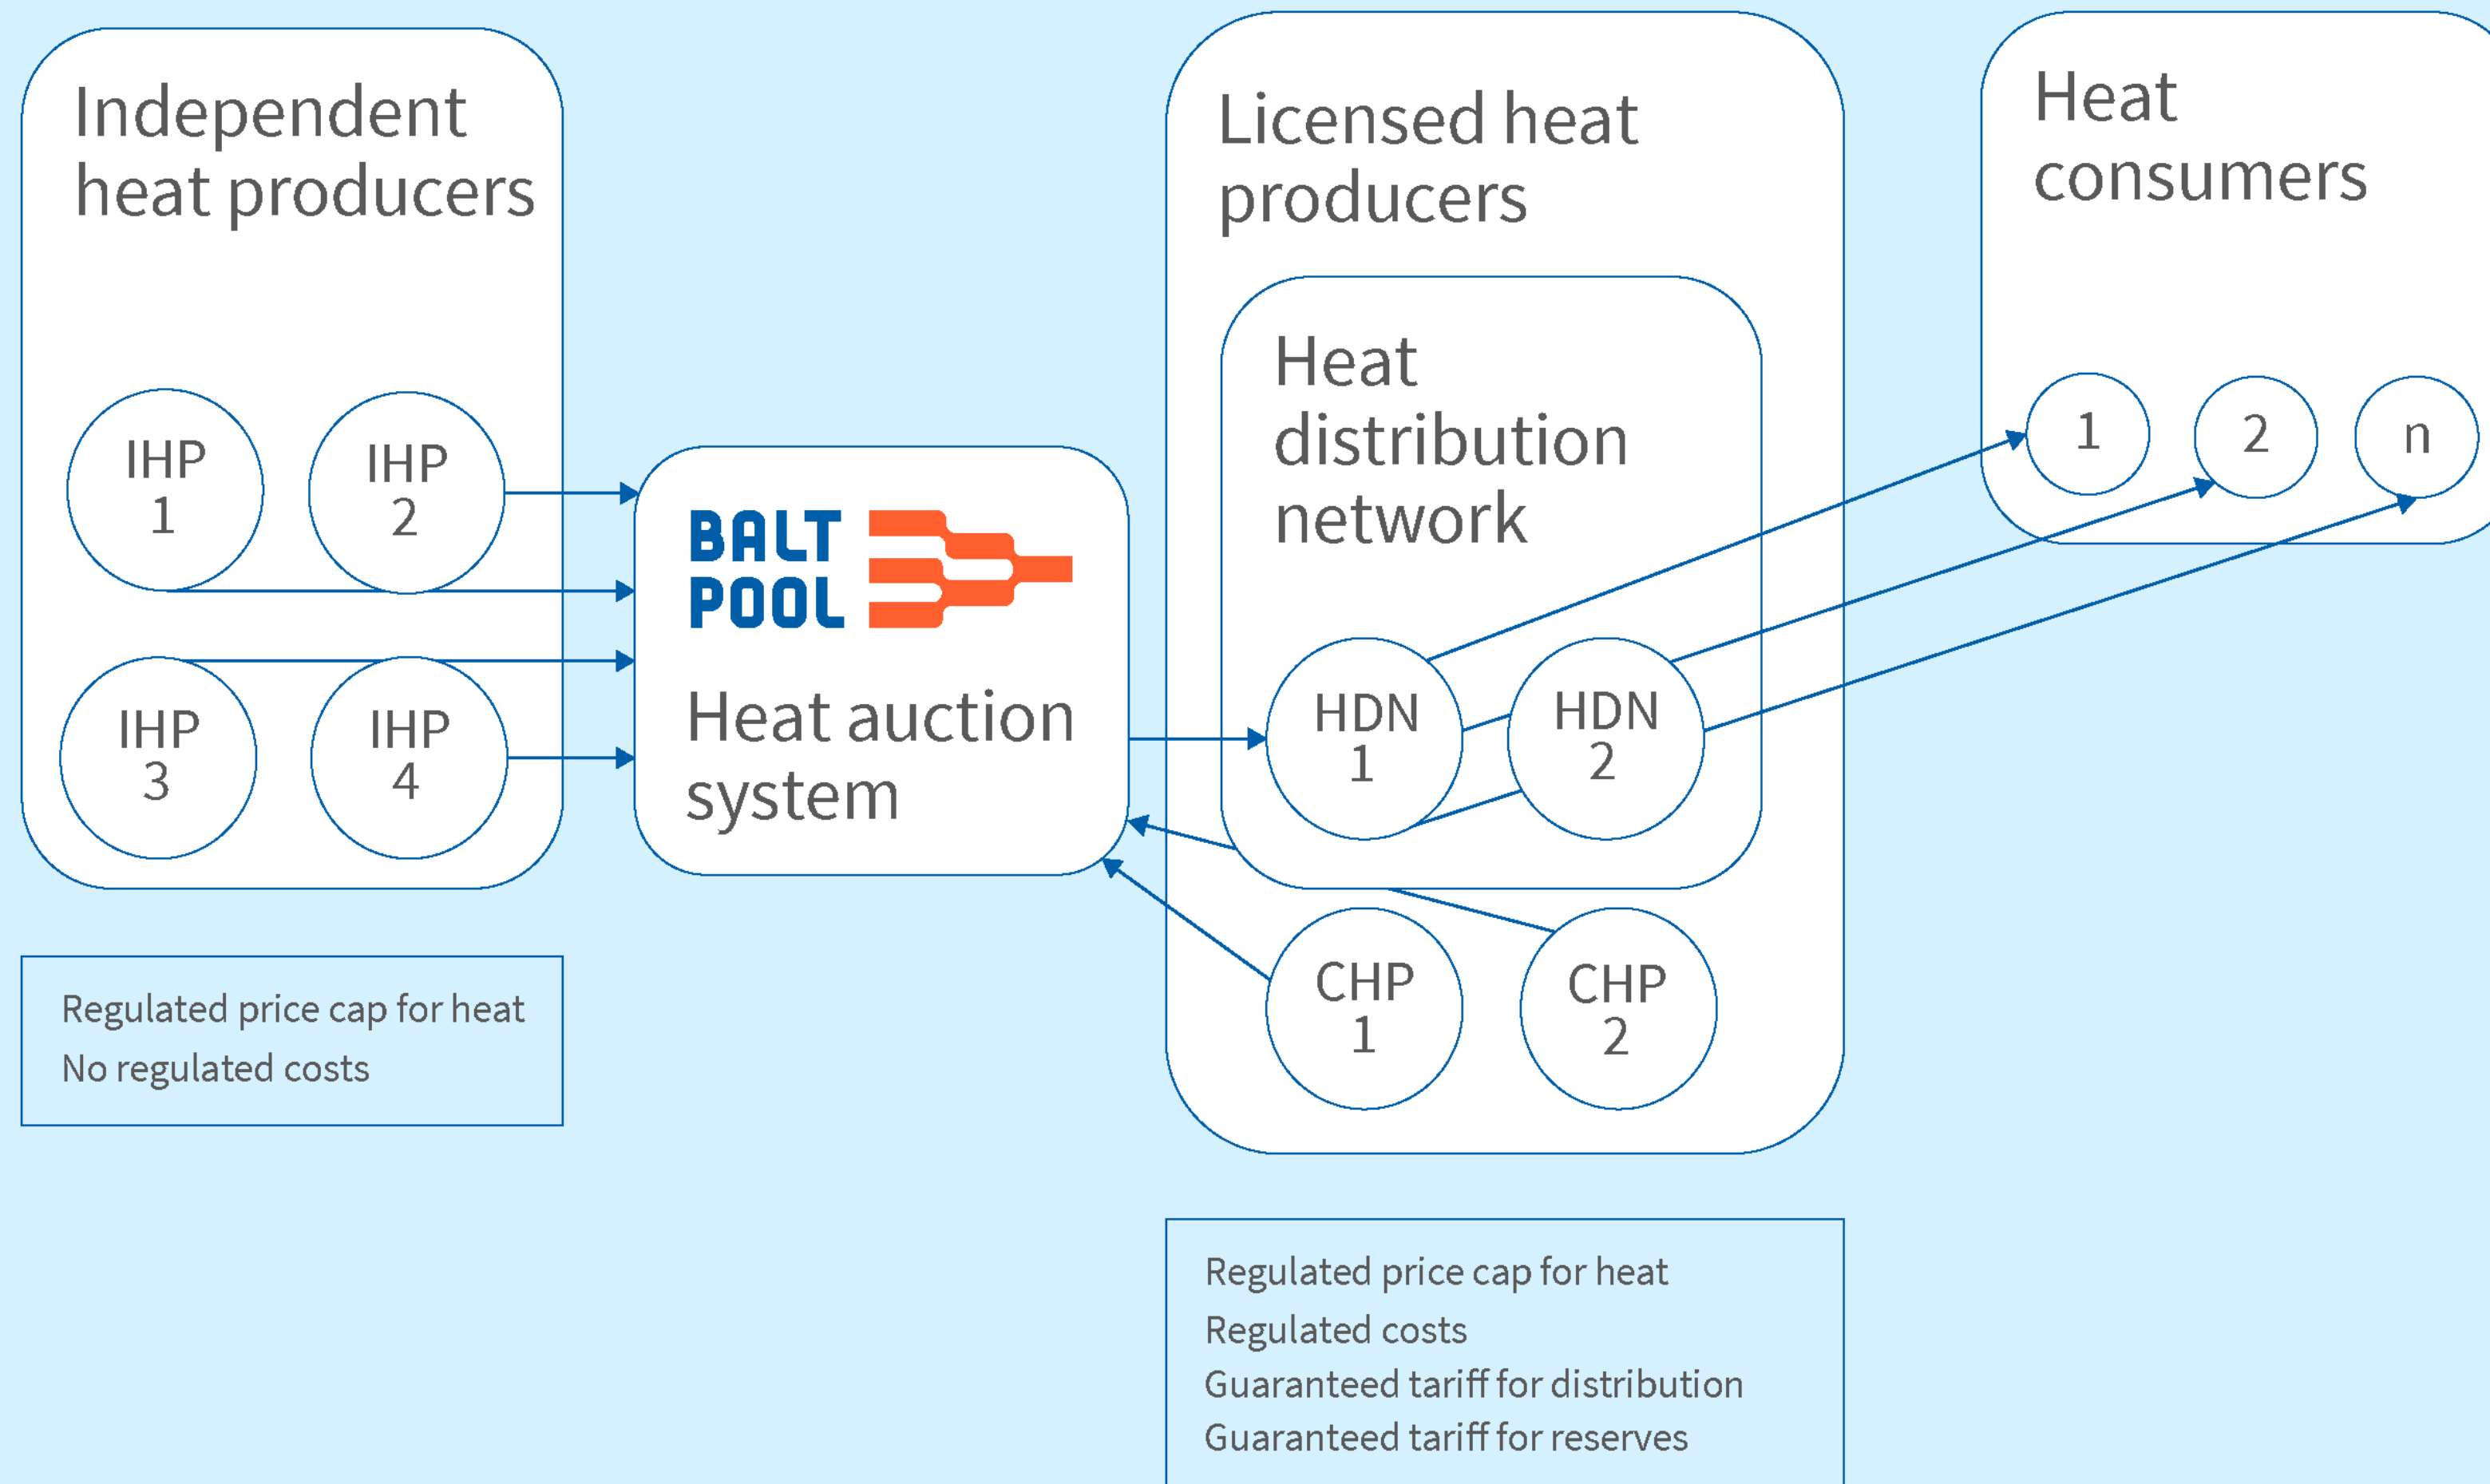 Independent
heat producers
IHP
1
IHP
2
IHP
3
IHP
4
Regulated price cap for heat
No regulated costs
BALT
POOL
Heat auction
system
Licensed heat
producers
Heat
distribution
network
HDN
1
HDN
2
CHP
1
CHP
2
Regulated price cap for heat
Regulated costs
Guaranteed tariff for distribution
Guaranteed tariff for reserves
Heat
consumers
1
2
n